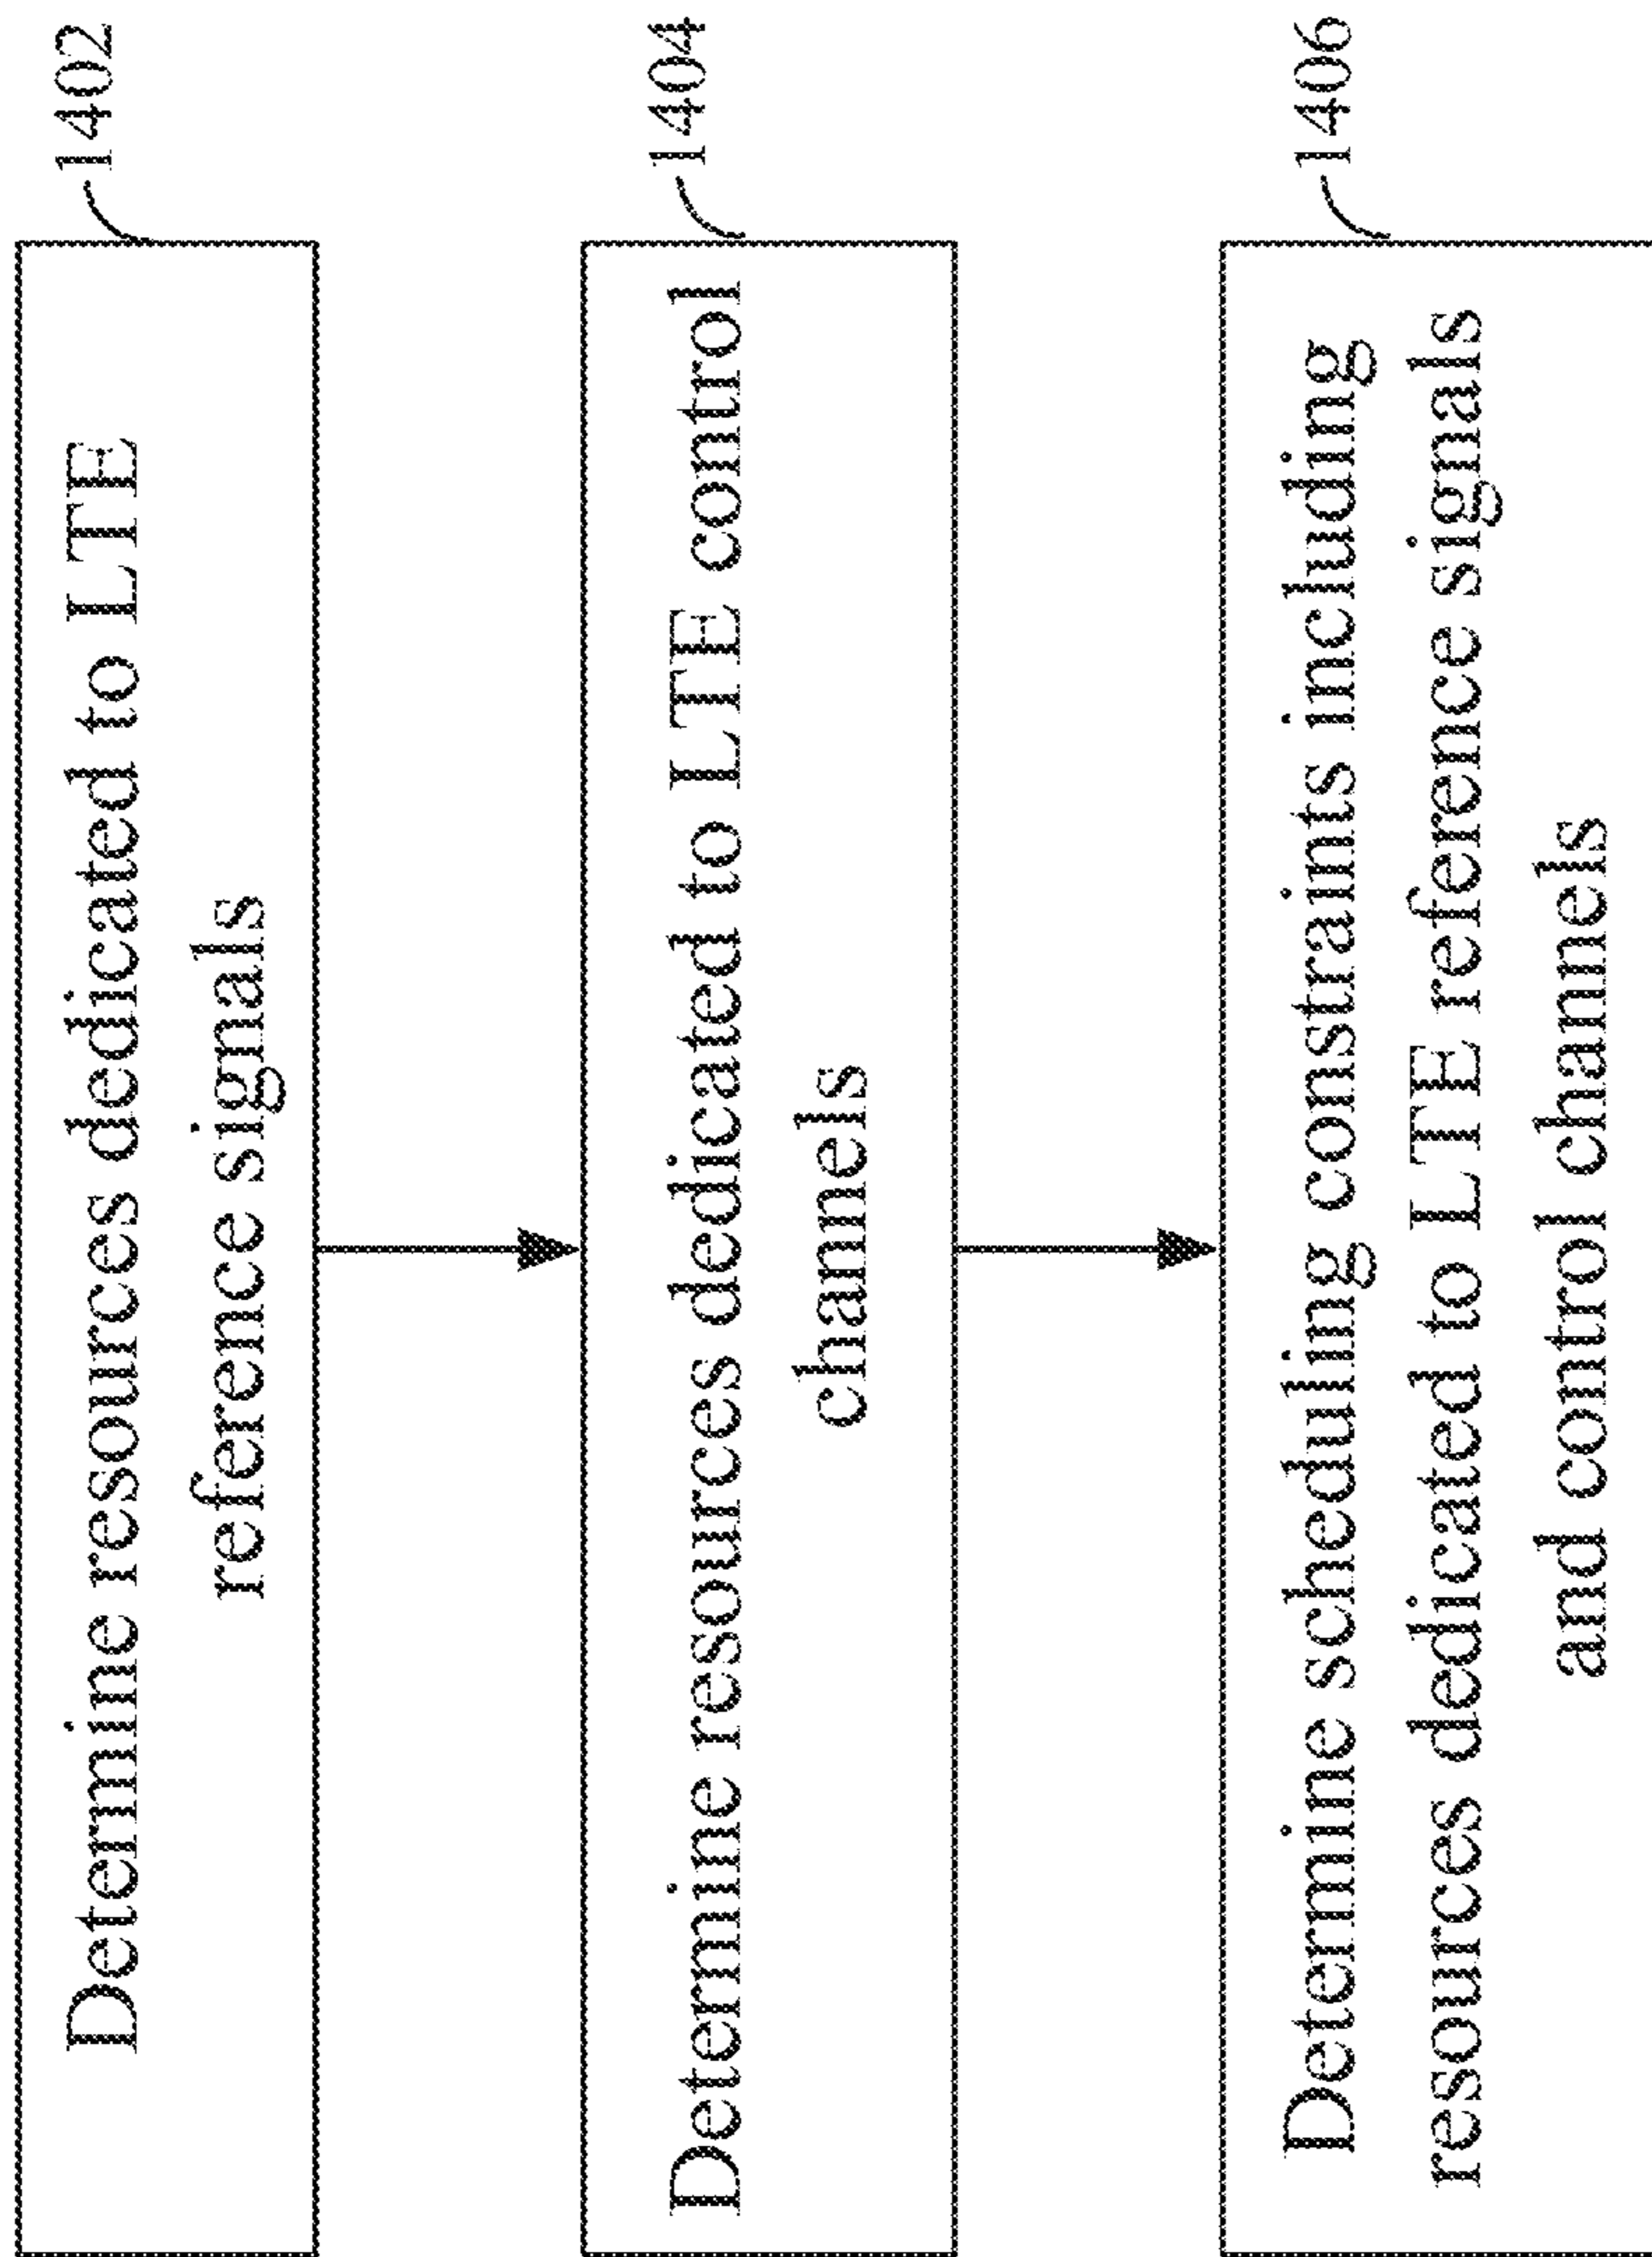 1402
Determine resources dedicated to LTE
reference signals
1404
Determine resources dedicated to LTE control
channels
1406
Determine scheduling constraints including
resources dedicated to LTE reference signals
and control channels